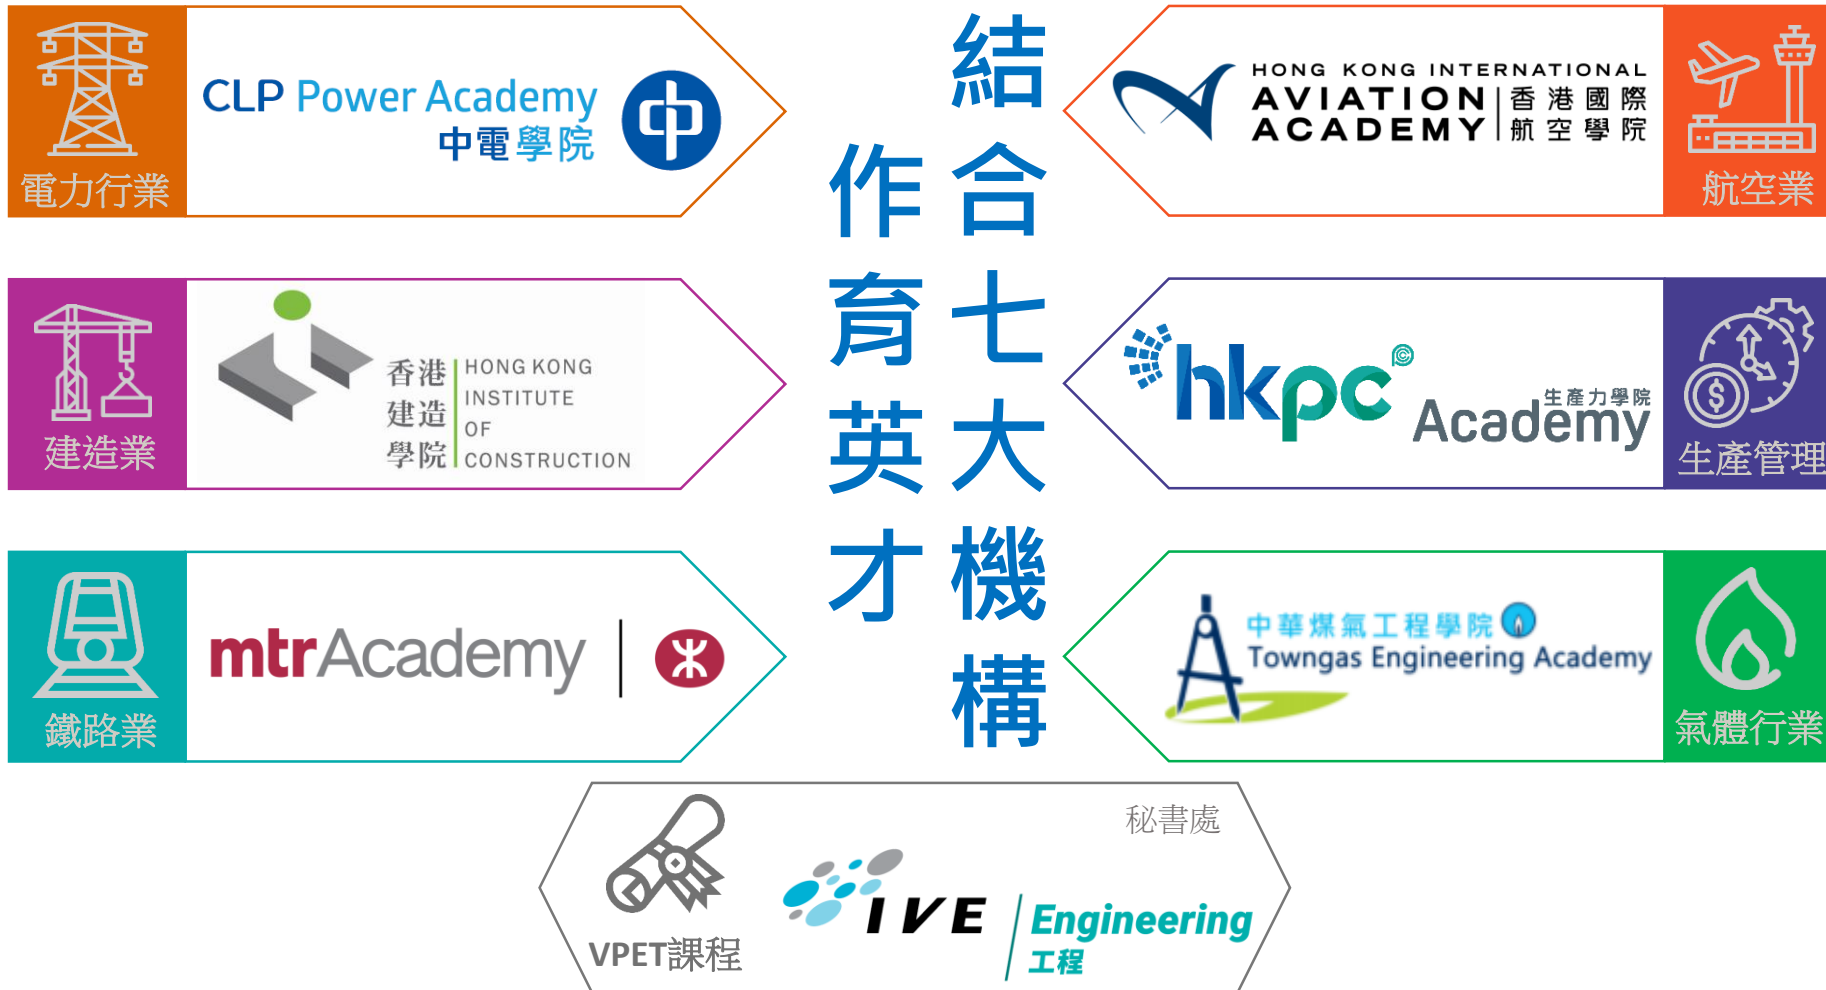 結合七大機構
作育英才
CLP Power Academy
中電學院
電力行業
HONG KONG INTERNATIONAL
AVIATION 香港國際
ACADEMY 航空學院
航空業
香港 HONG KONG
建造 INSTITUTE
OF
學院 CONSTRUCTION
建造業
hkpc
生產力學院
Academy
生產管理
mtrAcademy
鐵路業
中華煤氣工程學院
Towngas Engineering Academy
氣體行業
秘書處
IVE Engineering
工程
VPET課程